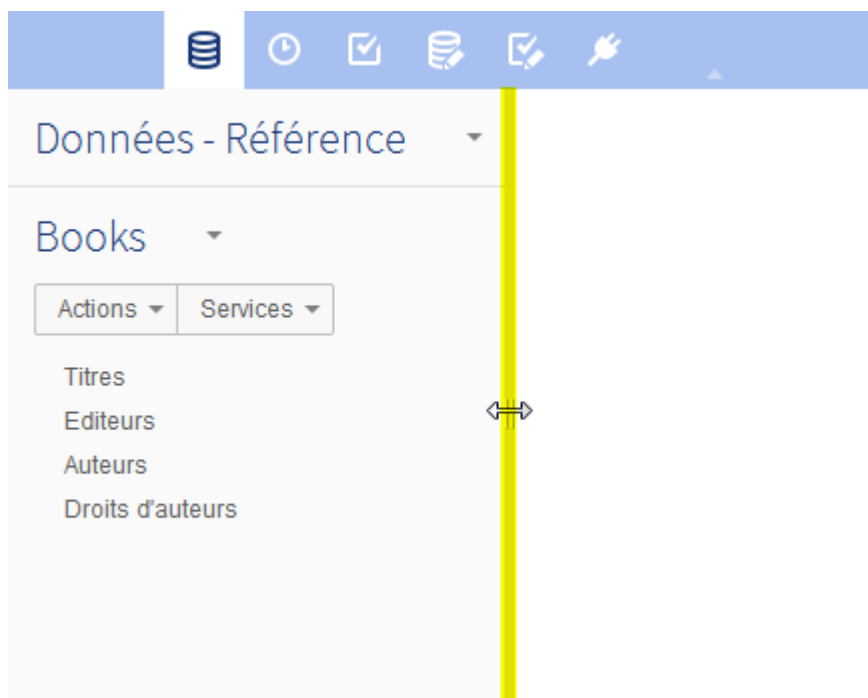 Données - Référence
Books
Actions Services
Titres
Editeurs
Auteurs
Droits d'auteurs